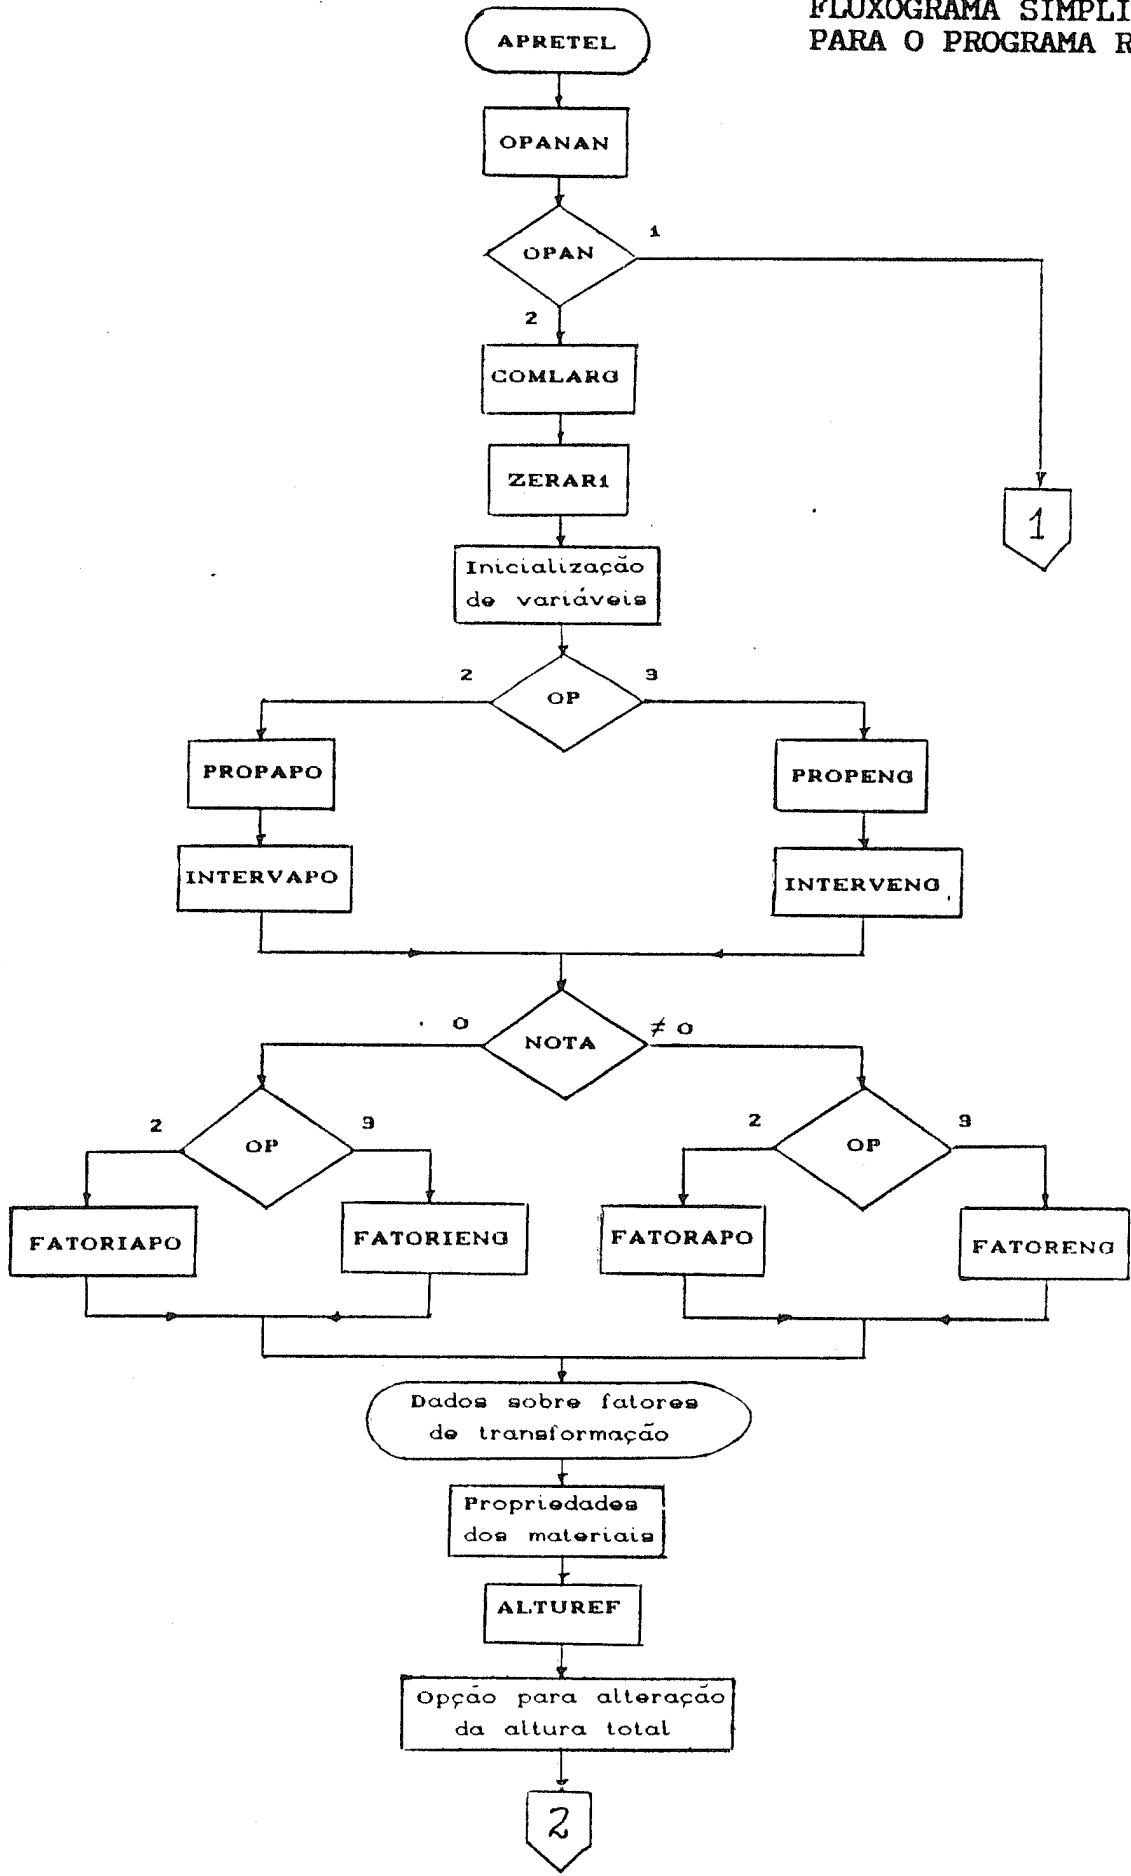 FLUXOGRAMA SIMPLI
PARA O PROGRAMA R
APRETEL
OPANAN
OPAN
1
2
COMLARG
ZERAR1
1
Inicialização
de variáveis
2
OP
3
PROPAPO
PROPENG
INTERVAPO
INTERVENG
0
NOTA
≠ 0
2
OP
3
2
OP
3
FATORIAPO
FATORIENG
FATORAPO
FATORENG
Dados sobre fatores
de transformação
Propriedades
dos materiais
ALTUREF
Opção para alteração
da altura total
2